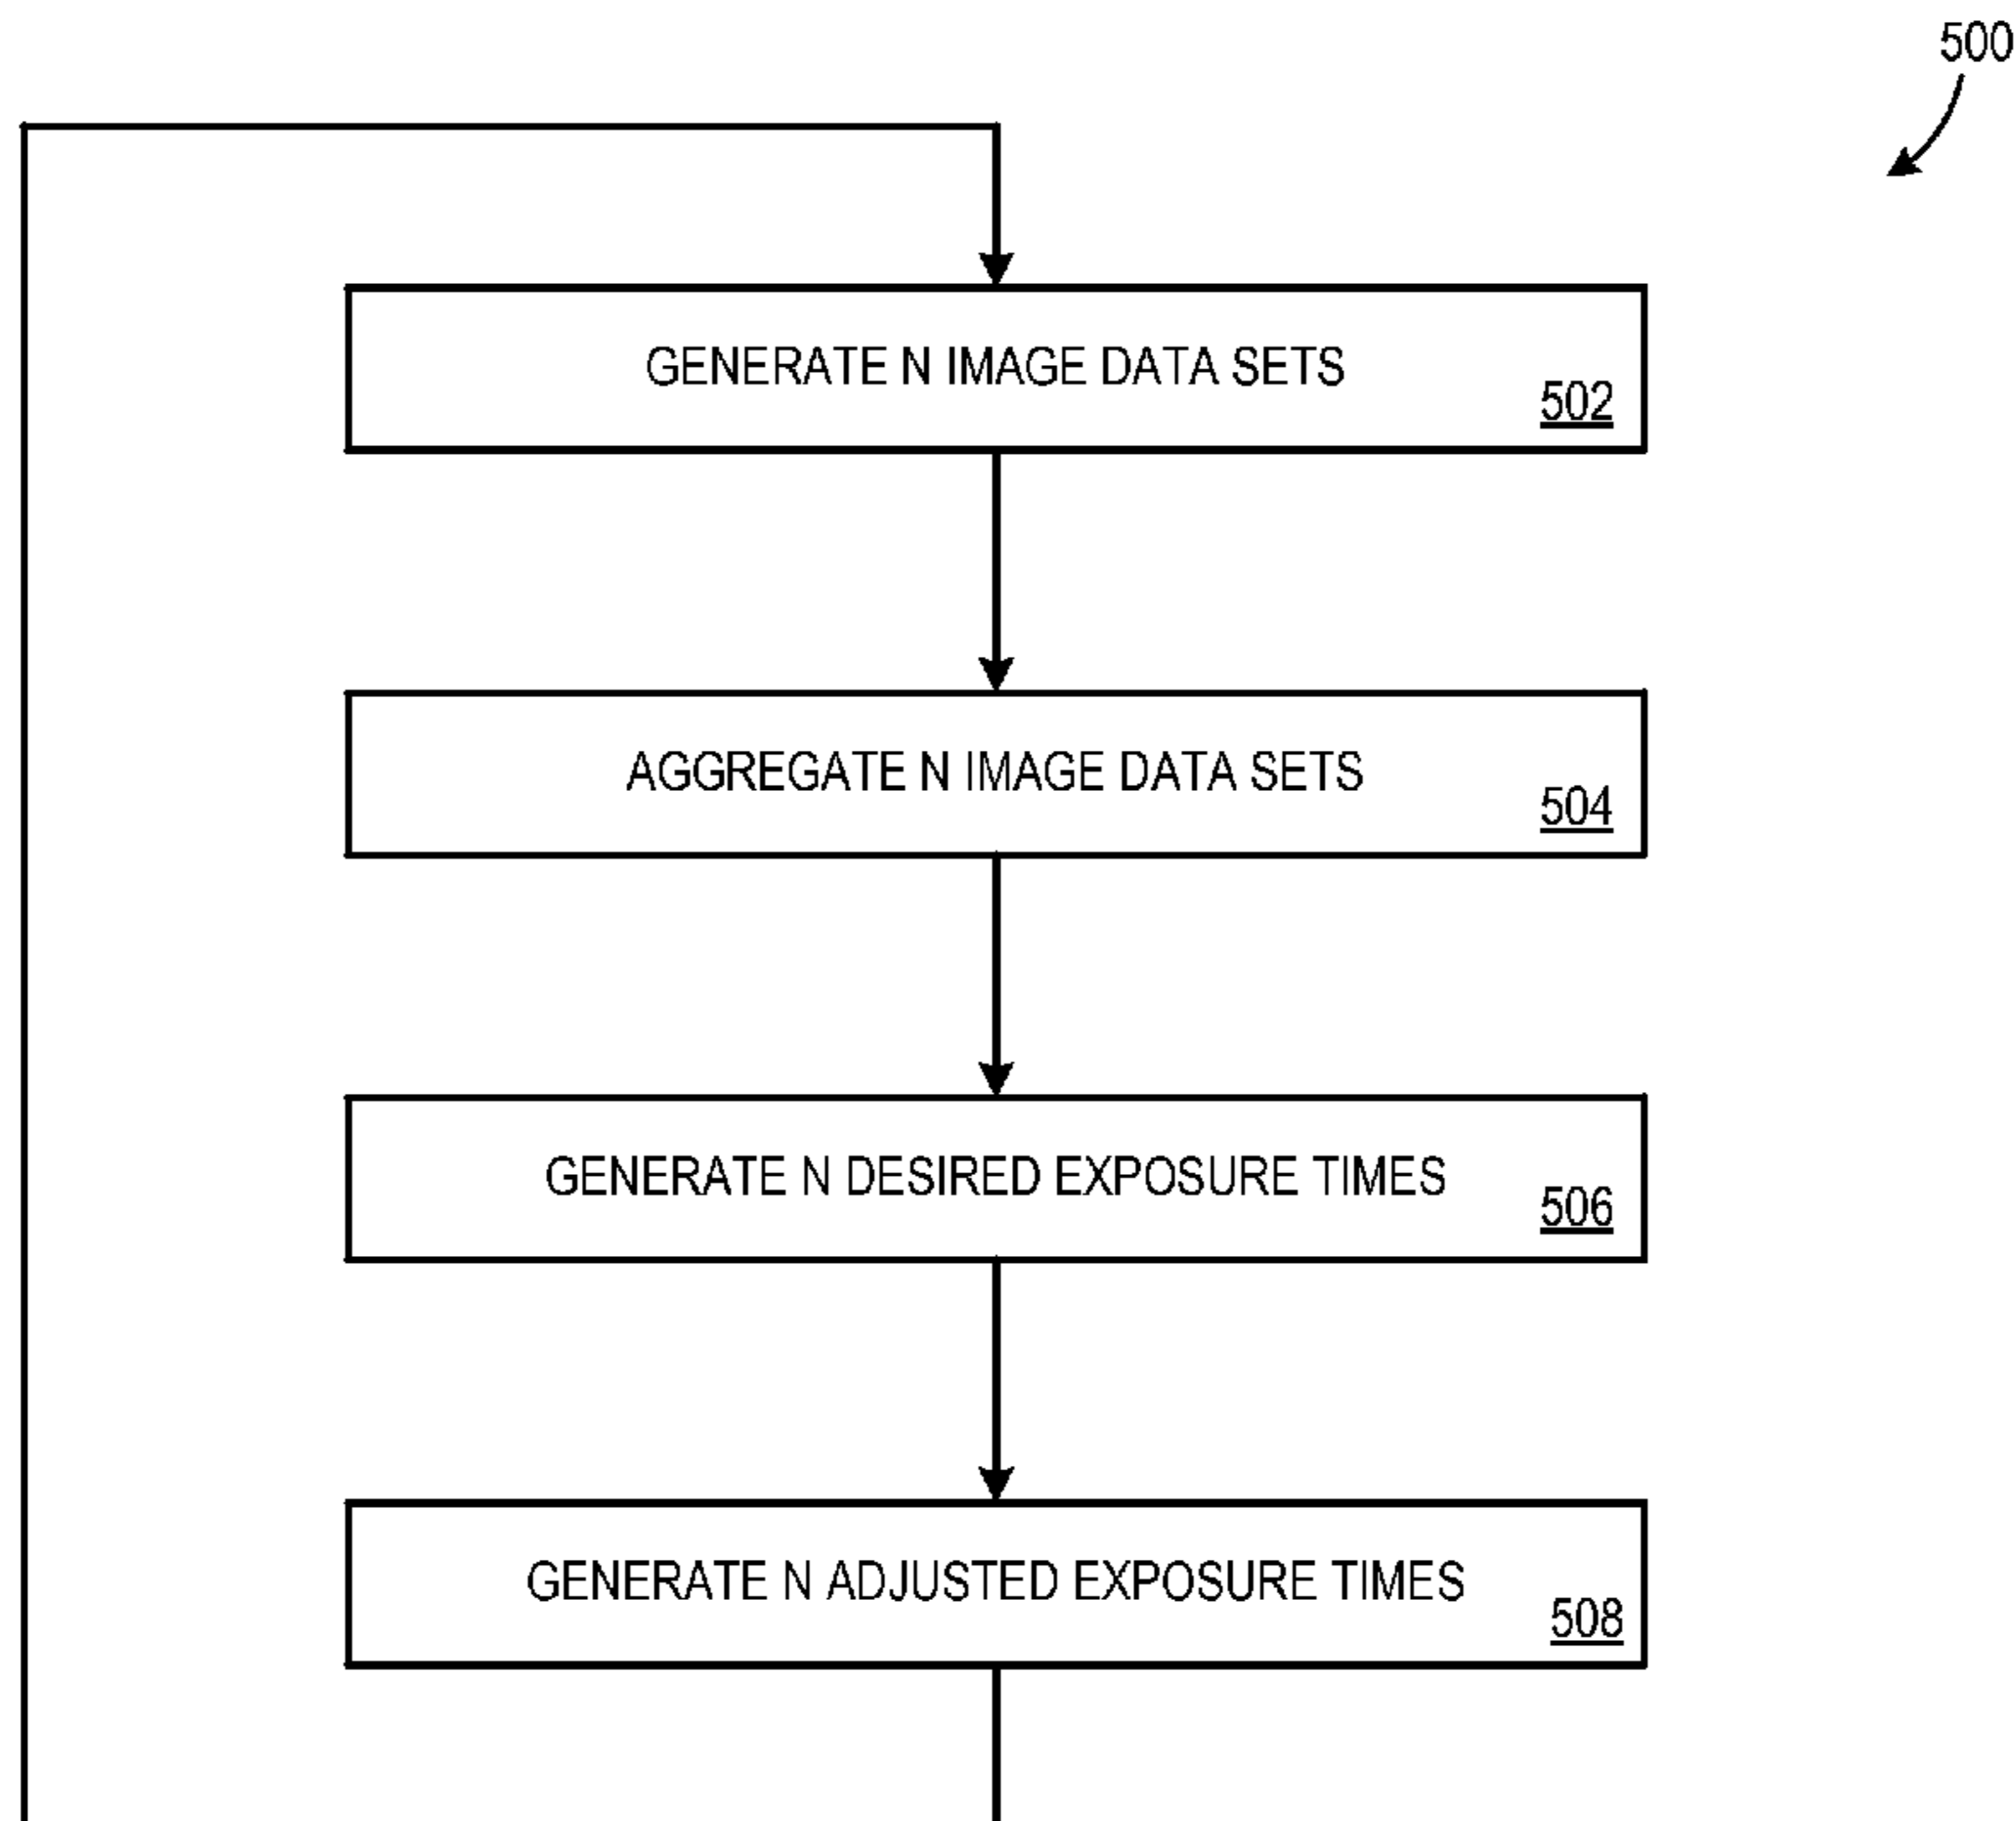 500
GENERATE N IMAGE DATA SETS
502
AGGREGATE N IMAGE DATA SETS
504
GENERATE N DESIRED EXPOSURE TIMES
506
GENERATE N ADJUSTED EXPOSURE TIMES
508